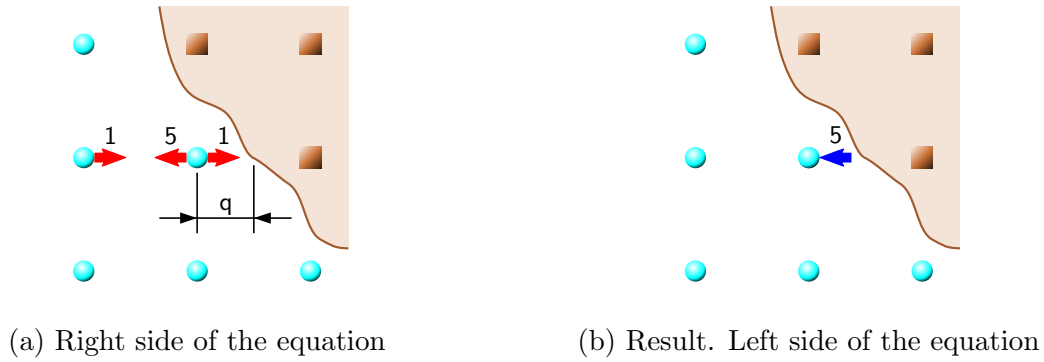 1 5 1
q
5
(a) Right side of the equation
(b) Result. Left side of the equation